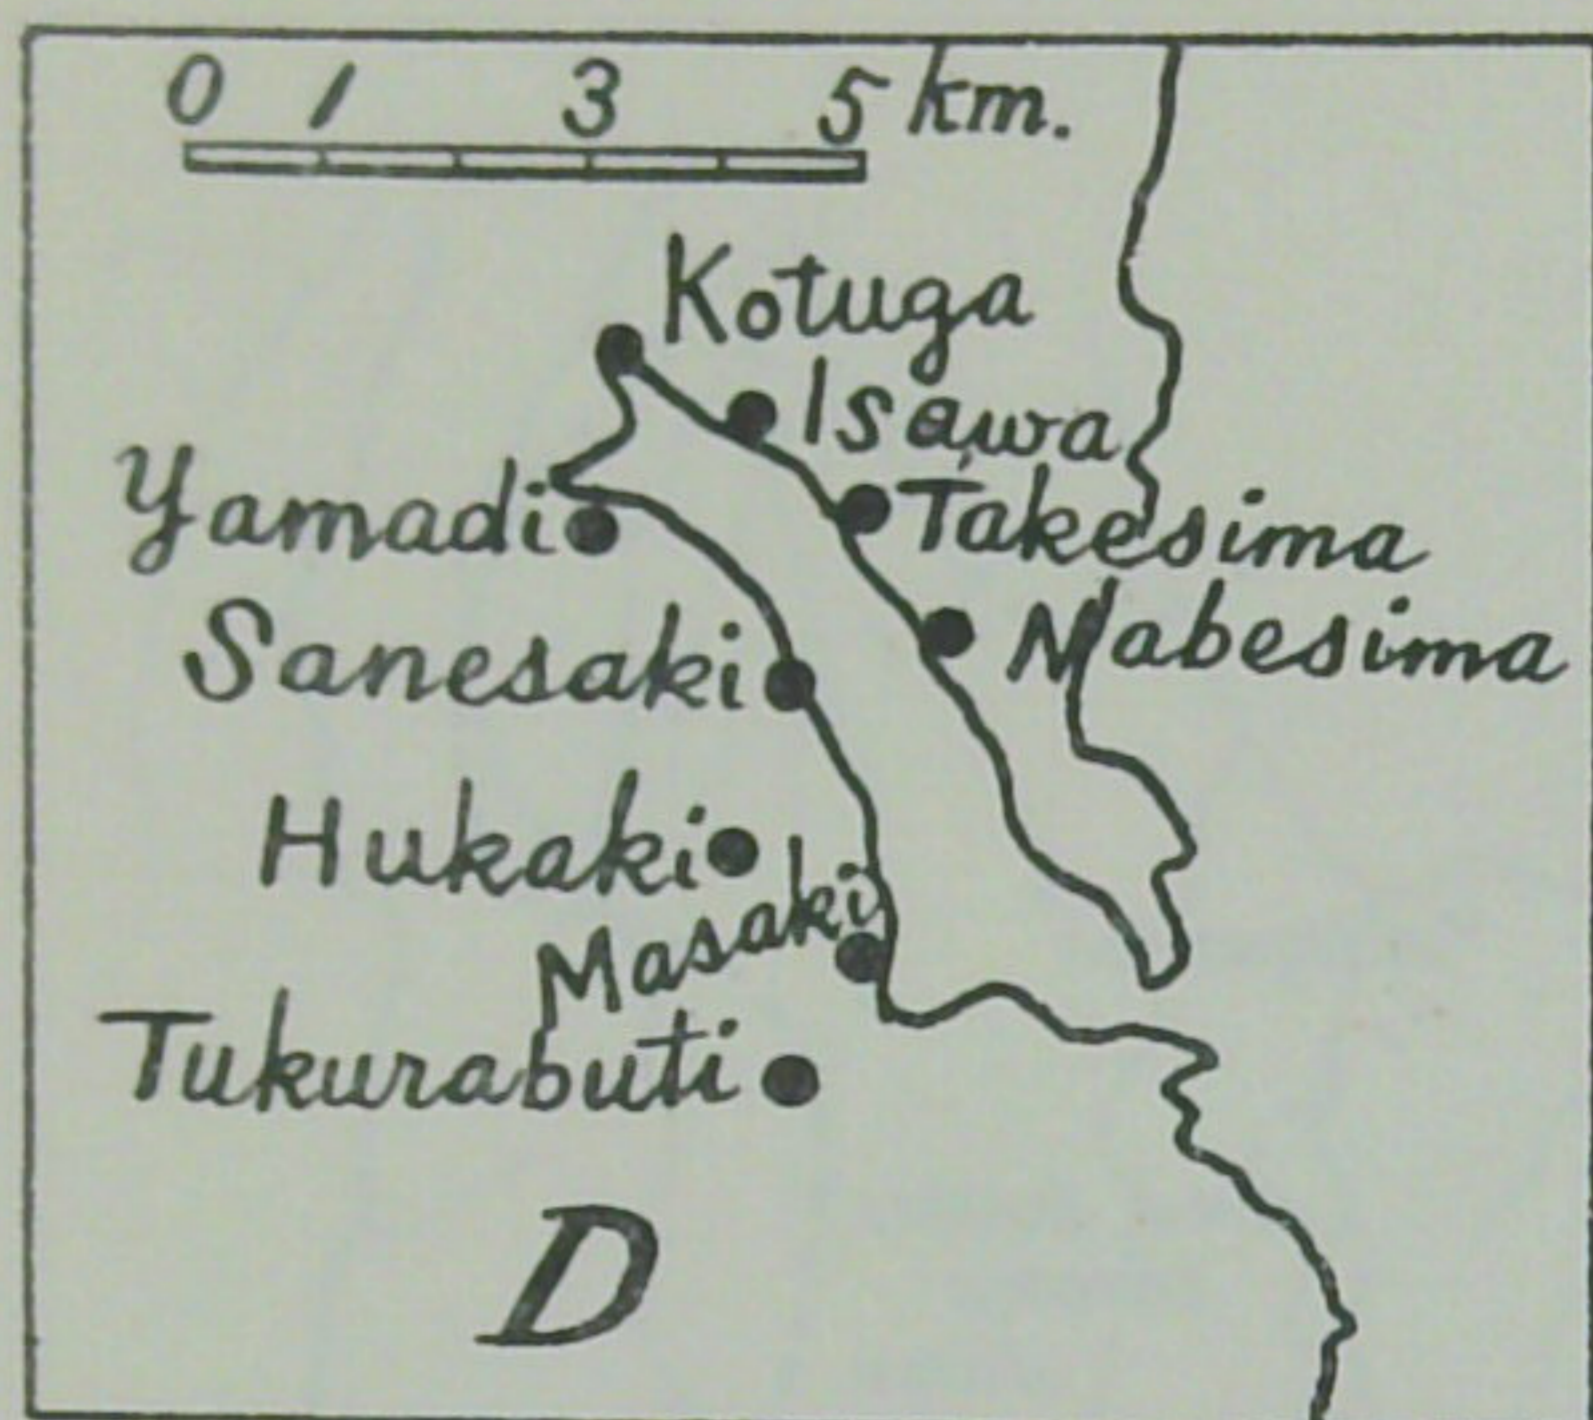 0 1 3 5 km.
Kotuga
Isawa
Yamadi
Takesima
Sanesaki
Nabesima
Hukaki
Masaki
Tukurabuti
D